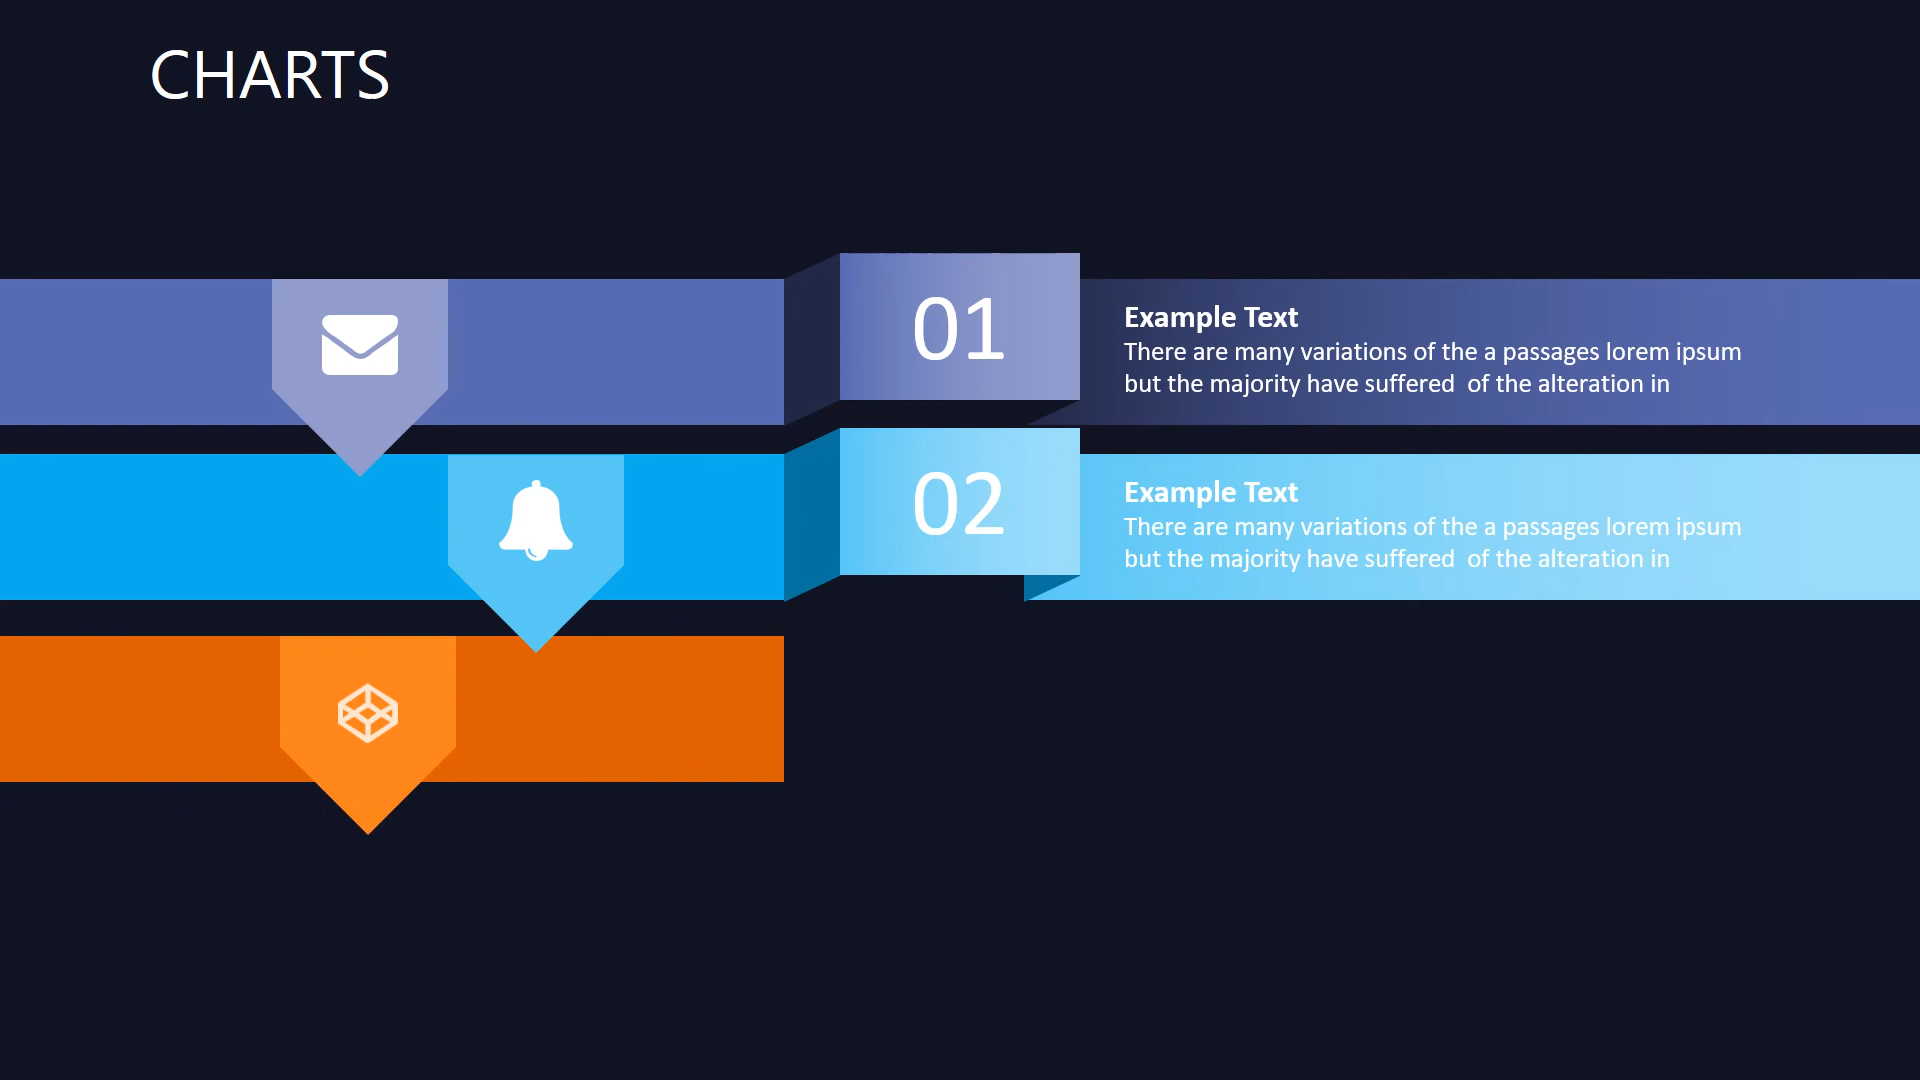 CHARTS
01
Example Text
There are many variations of the a passages lorem ipsum
but the majority have suffered  of the alteration in
02
Example Text
There are many variations of the a passages lorem ipsum
but the majority have suffered  of the alteration in